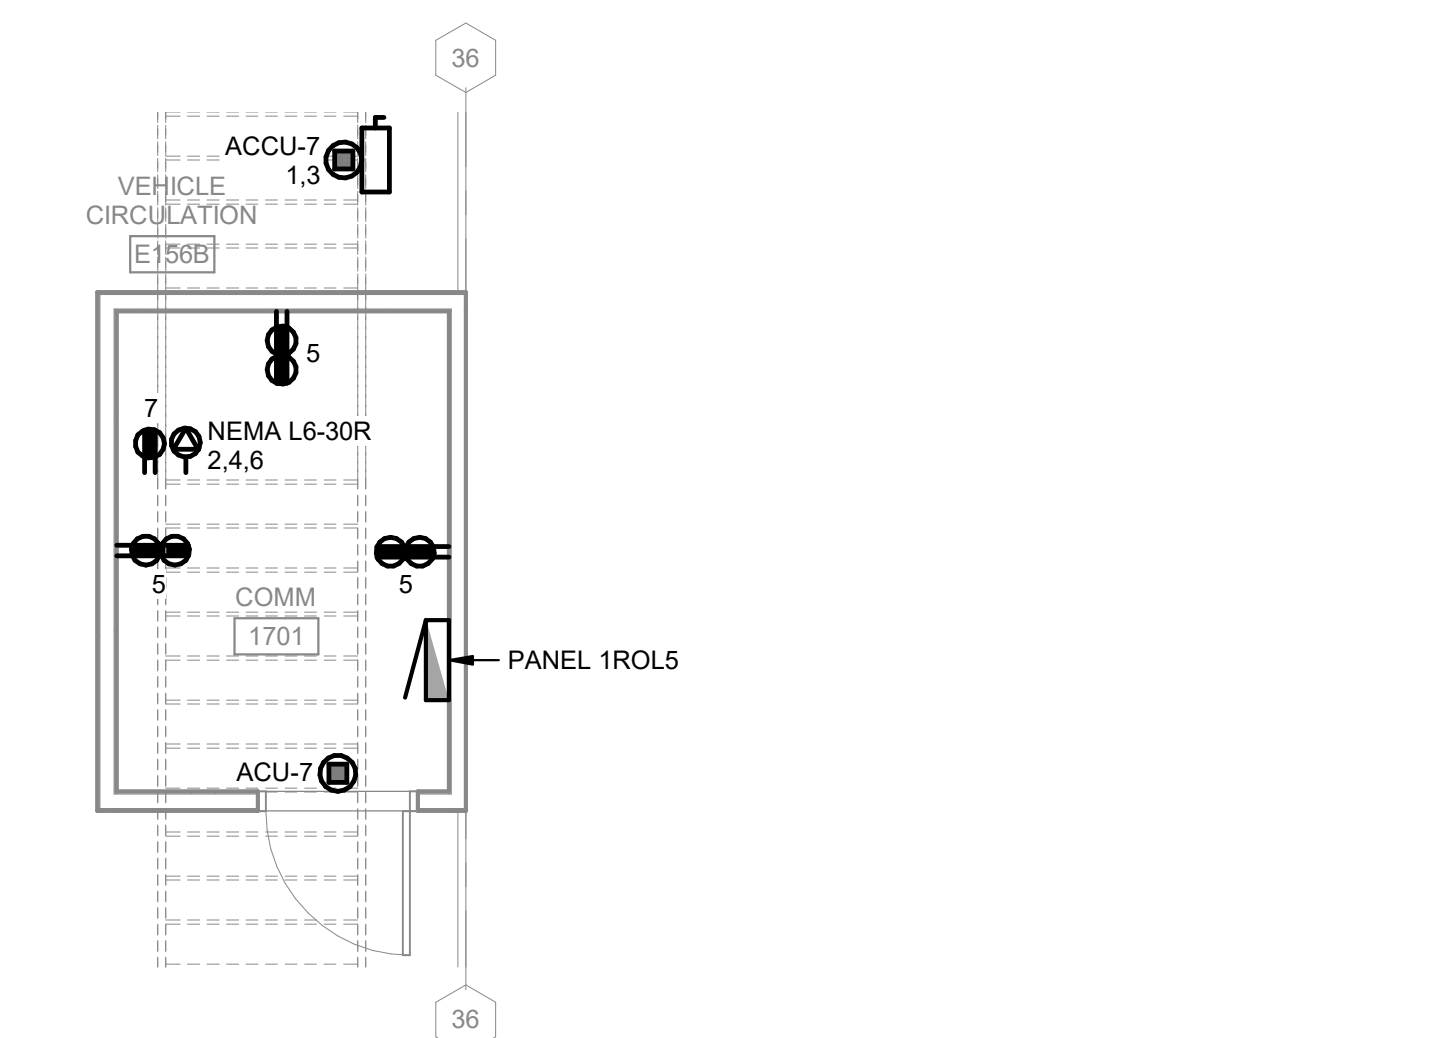 36
ACCU-7
1,3
VEHICLE
CIRCULATION
E156B
5
7
NEMA L6-30R
2,4,6
5
5
COMM
1701
PANEL 1ROL5
ACU-7
36